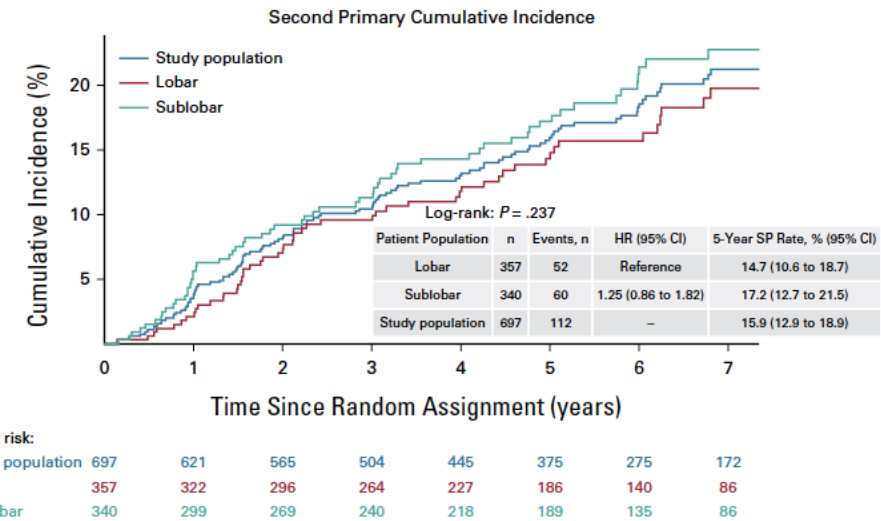 Second Primary Cumulative Incidence
Study population
Lobar
Sublobar
Cumulative Incidence (%)
20
15
10
5
Log-rank: P = .237
Patient Population n Events, n HR (95% CI) 5-Year SP Rate, % (95% CI)
Lobar 357 52 Reference 14.7 (10.6 to 18.7)
Sublobar 340 60 1.25 (0.86 to 1.82) 17.2 (12.7 to 21.5)
Study population 697 112 – 15.9 (12.9 to 18.9)
0 1 2 3 4 5 6 7
Time Since Random Assignment (years)
risk:
population 697 621 565 504 445 375 275 172
357 322 296 264 227 186 140 86
bar 340 299 269 240 218 189 135 86